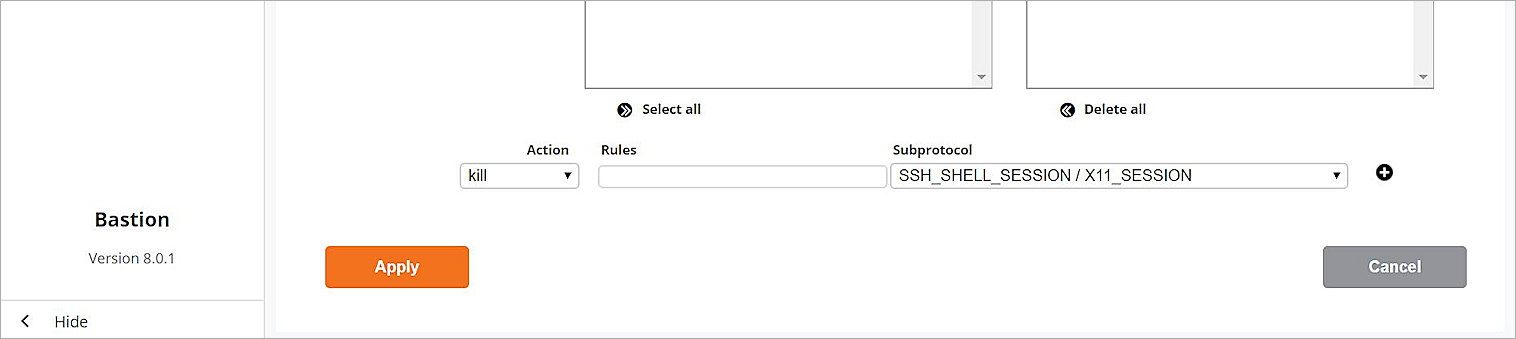 Select all
Delete all
Action
Rules
Subprotocol
kill
SSH_SHELL_SESSION / X11_SESSION
Bastion
Version 8.0.1
Apply
Cancel
Hide